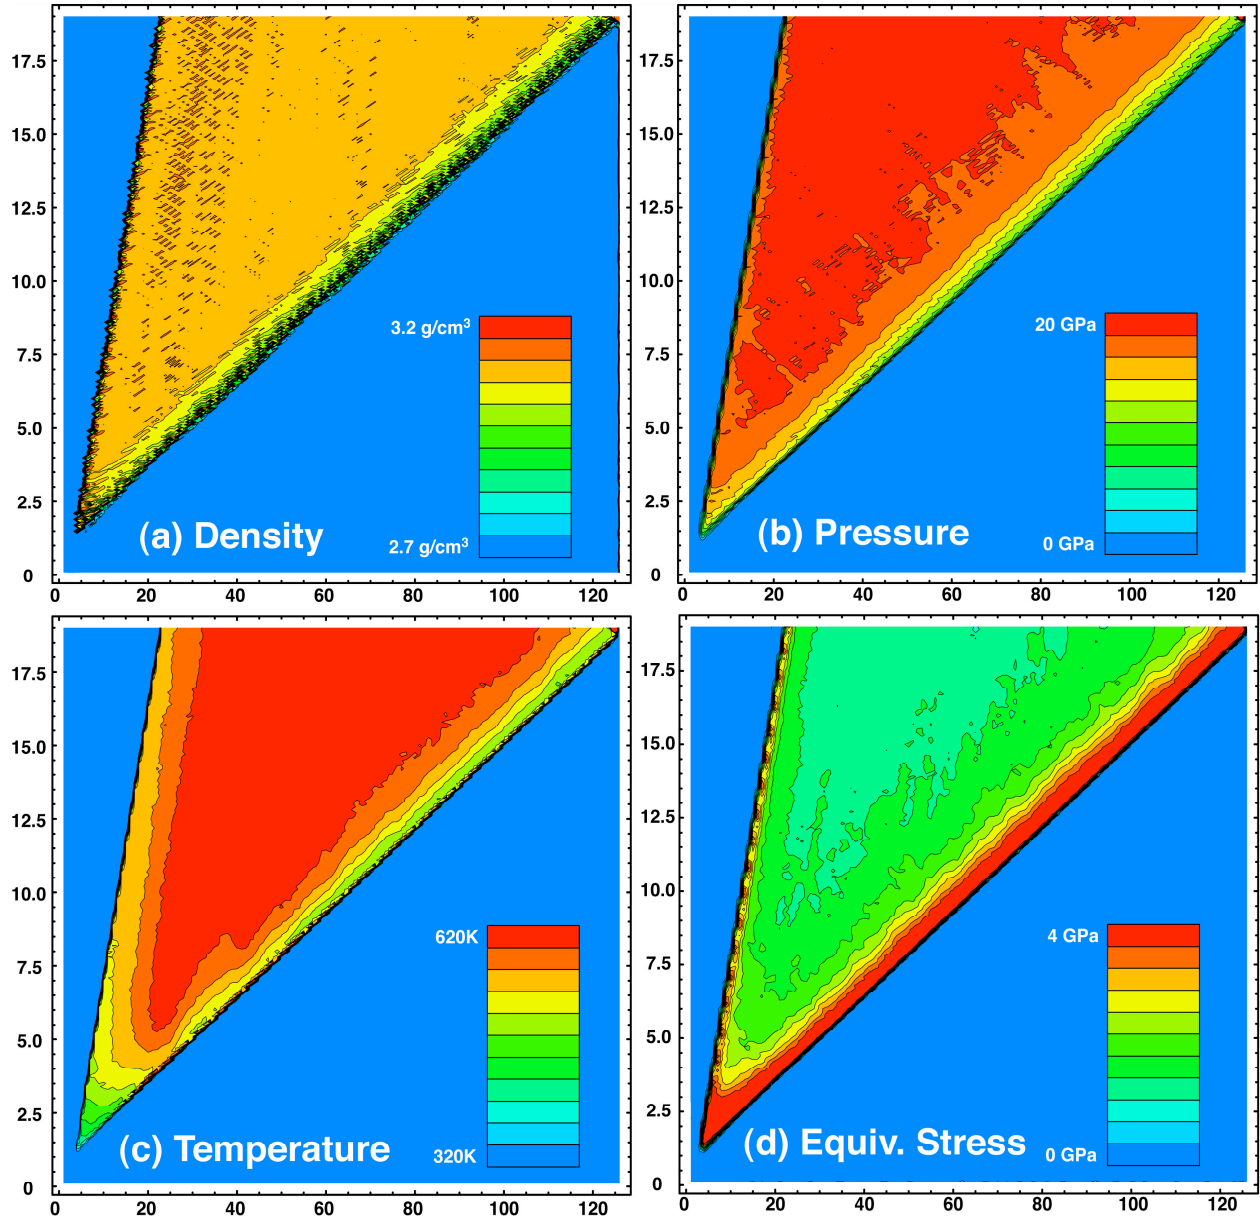 17.5
15.0
12.5
10.0
7.5
5.0
2.5
0
3.2 g/cm³
2.7 g/cm³
(a) Density
0 20 40 60 80 100 120
17.5
15.0
12.5
10.0
7.5
5.0
2.5
0
20 GPa
0 GPa
(b) Pressure
0 20 40 60 80 100 120
17.5
15.0
12.5
10.0
7.5
5.0
2.5
0
620K
320K
(c) Temperature
0 20 40 60 80 100 120
17.5
15.0
12.5
10.0
7.5
5.0
2.5
0
4 GPa
0 GPa
(d) Equiv. Stress
0 20 40 60 80 100 120